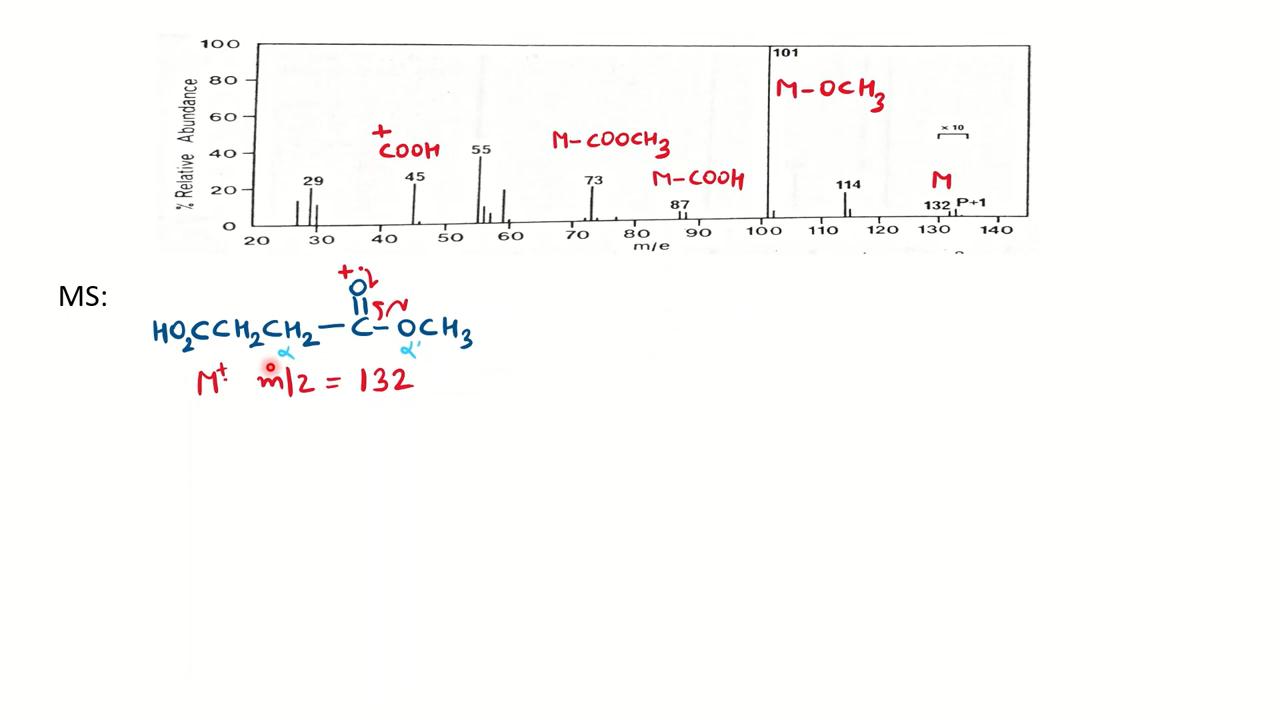 100
101
80
M-OCH3
60
x 10
+
M-COOCH3
40
COOH
55
M-COOH
M
29
45
73
114
20
87
132
P+1
0
20 30 40 50 60 70 80 90 100 110 120 130 140
m/e
% Relative Abundance
MS:
+.
O
HO2CCH2CH2-C-OCH3
α α'
M+. m/z = 132